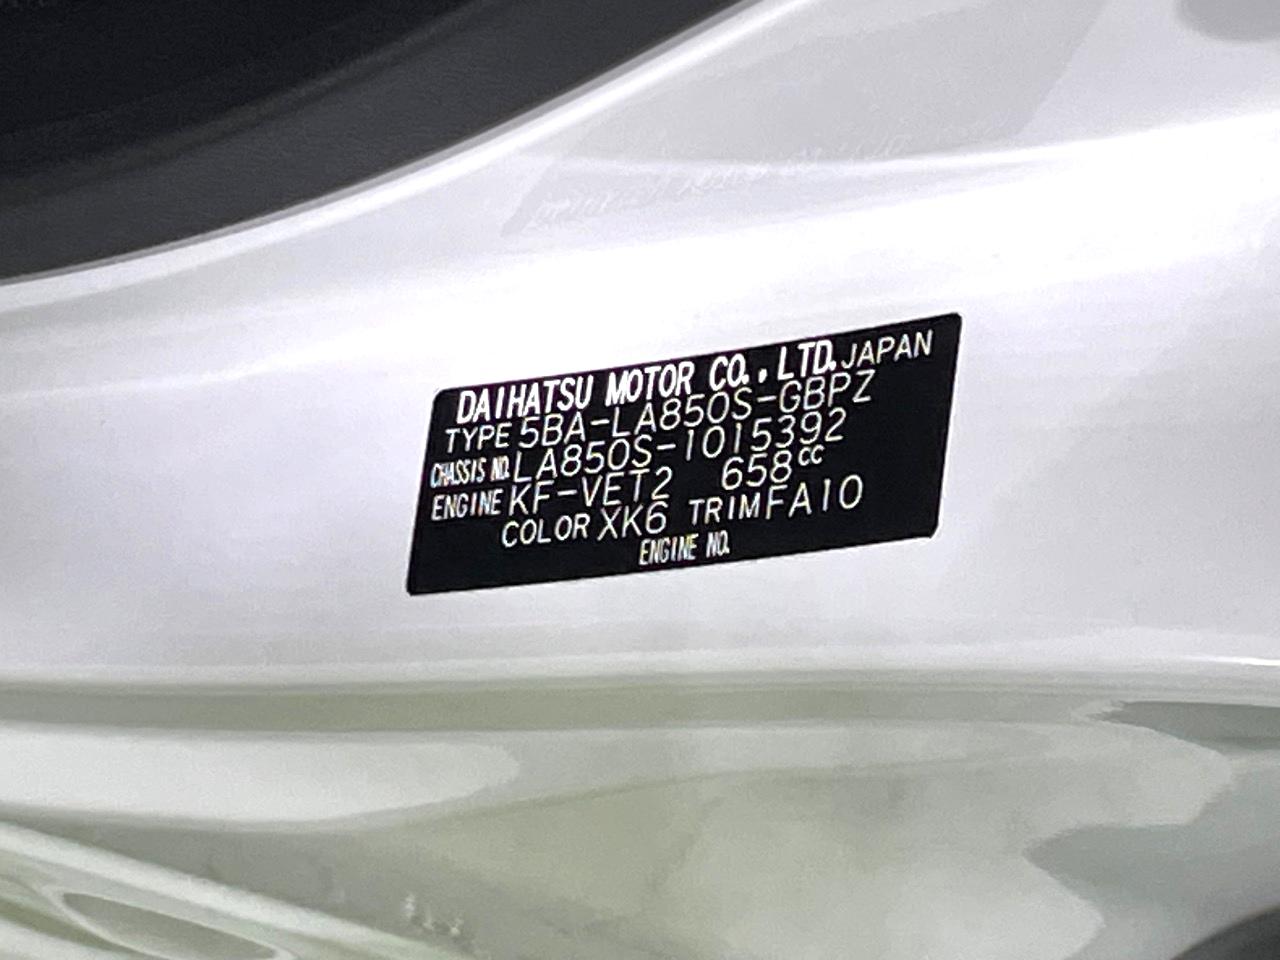 DAIHATSU MOTOR CO., LTD. JAPAN
TYPE 5BA-LA850S-GBPZ
CHASSIS NO. LA850S-1015392
ENGINE KF-VET2 658cc
COLOR XK6 TRIM FA10
ENGINE NO.